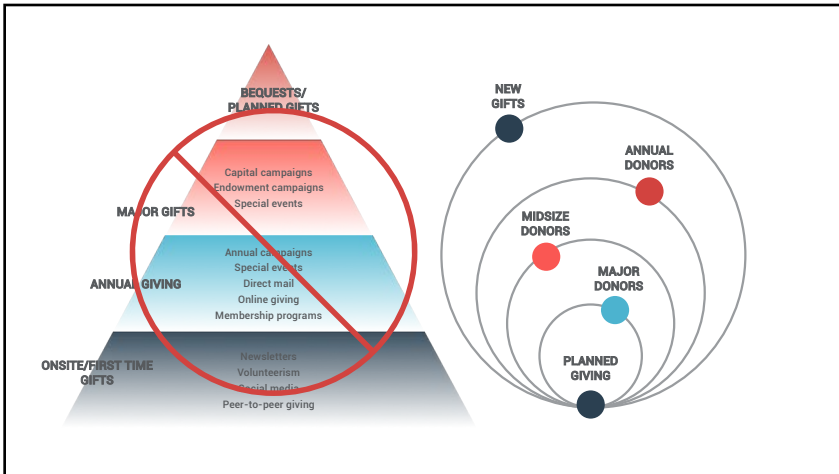 BEQUESTS/
PLANNED GIFTS
Capital campaigns
Endowment campaigns
Special events
MAJOR GIFTS
Annual campaigns
Special events
Direct mail
Online giving
Membership programs
ANNUAL GIVING
Newsletters
Volunteerism
Social media
Peer-to-peer giving
ONSITE/FIRST TIME
GIFTS
NEW
GIFTS
ANNUAL
DONORS
MIDSIZE
DONORS
MAJOR
DONORS
PLANNED
GIVING